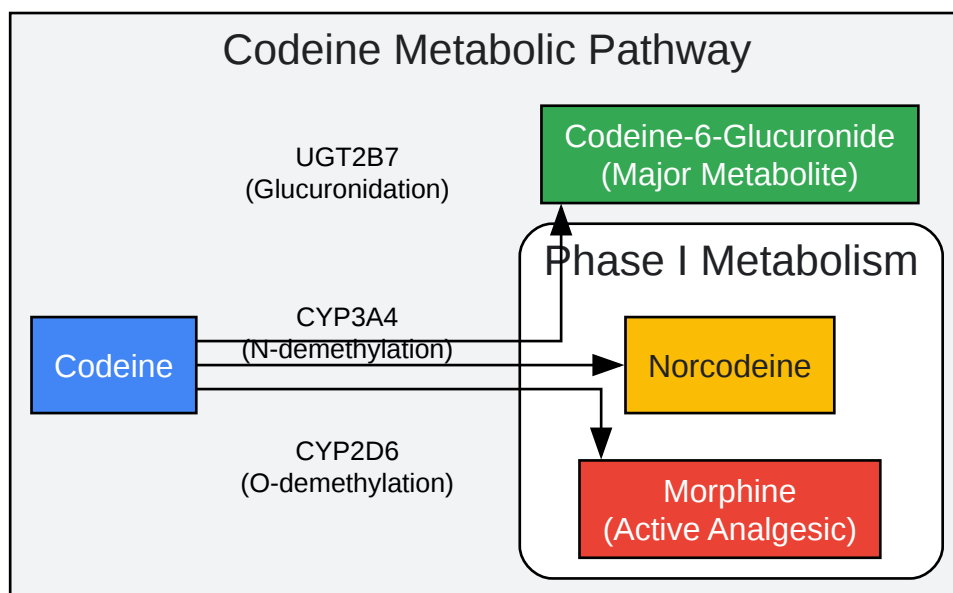 Codeine Metabolic Pathway
UGT2B7
(Glucuronidation)
Codeine-6-Glucuronide
(Major Metabolite)
Phase I Metabolism
CYP3A4
(N-demethylation)
Codeine
Norcodeine
CYP2D6
(O-demethylation)
Morphine
(Active Analgesic)